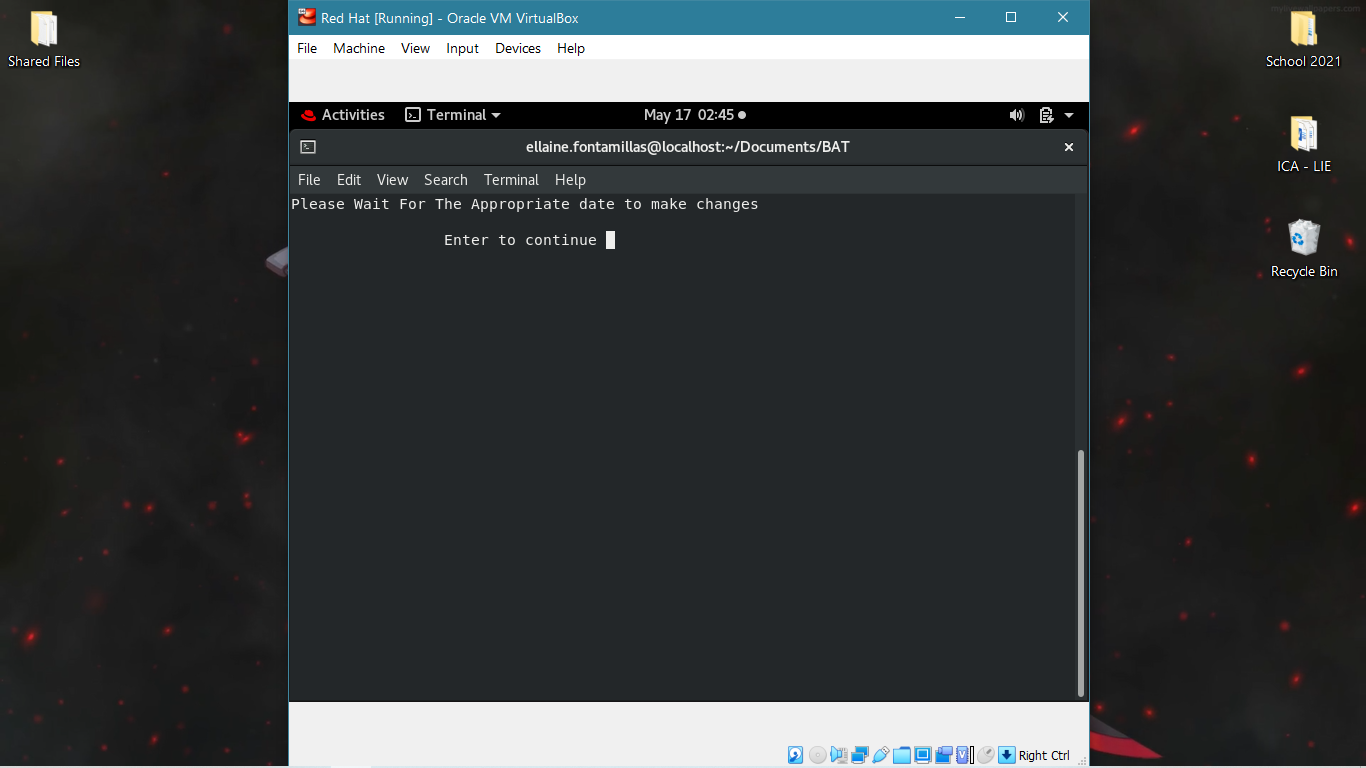 Shared Files
Red Hat [Running] - Oracle VM VirtualBox
File Machine View Input Devices Help
Activities Terminal May 17 02:45
ellaine.fontamillas@localhost:~/Documents/BAT
File Edit View Search Terminal Help
Please Wait For The Appropriate date to make changes
Enter to continue
Right Ctrl
School 2021
ICA - LIE
Recycle Bin